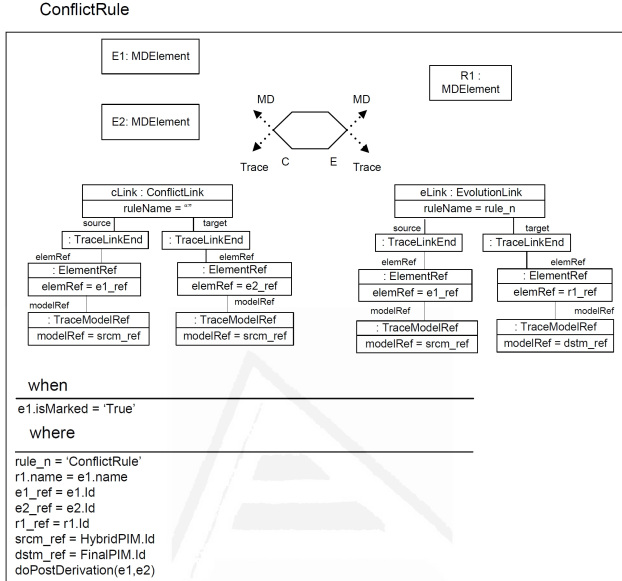 ConflictRule
E1: MDElement
R1 :
MDElement
E2: MDElement
MD
MD
Trace
C
E
Trace
cLink : ConflictLink
ruleName = “”
source
target
: TraceLinkEnd
: TraceLinkEnd
elemRef
elemRef
: ElementRef
elemRef = e1_ref
: ElementRef
elemRef = e2_ref
modelRef
modelRef
: TraceModelRef
modelRef = srcm_ref
: TraceModelRef
modelRef = srcm_ref
eLink : EvolutionLink
ruleName = rule_n
source
target
: TraceLinkEnd
: TraceLinkEnd
elemRef
elemRef
: ElementRef
elemRef = e1_ref
: ElementRef
elemRef = r1_ref
modelRef
modelRef
: TraceModelRef
modelRef = srcm_ref
: TraceModelRef
modelRef = dstm_ref
when
e1.isMarked = ‘True’
where
rule_n = ‘ConflictRule’
r1.name = e1.name
e1_ref = e1.Id
e2_ref = e2.Id
r1_ref = r1.Id
srcm_ref = HybridPIM.Id
dstm_ref = FinalPIM.Id
doPostDerivation(e1,e2)